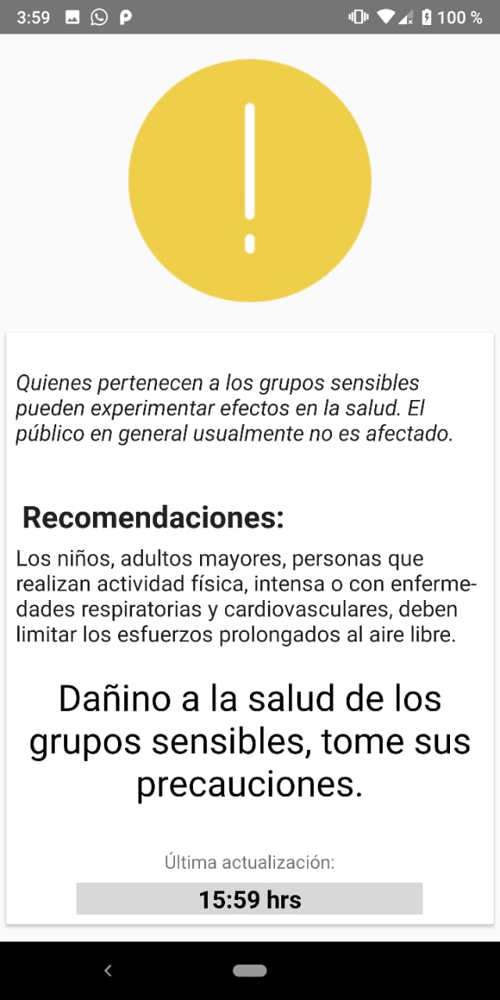 3:59
100 %
Quienes pertenecen a los grupos sensibles
pueden experimentar efectos en la salud. El
público en general usualmente no es afectado.
Recomendaciones:
Los niños, adultos mayores, personas que
realizan actividad física, intensa o con enferme-
dades respiratorias y cardiovasculares, deben
limitar los esfuerzos prolongados al aire libre.
Dañino a la salud de los
grupos sensibles, tome sus
precauciones.
Última actualización:
15:59 hrs